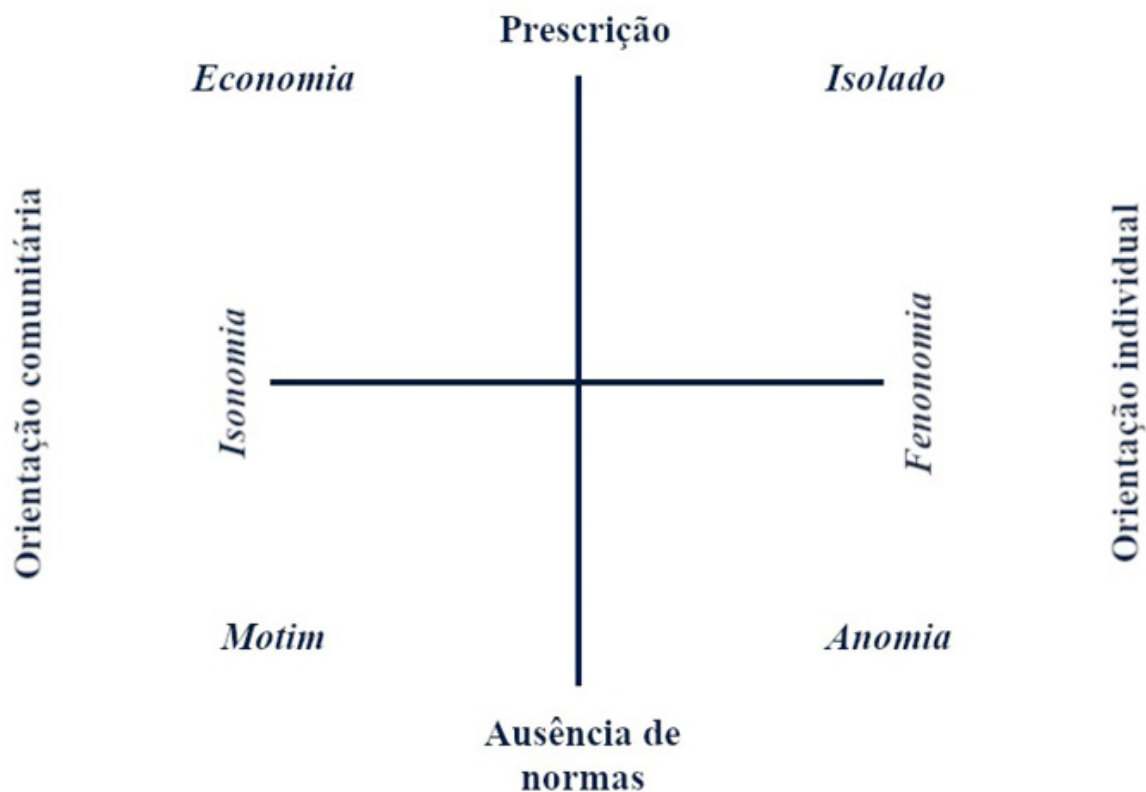 Prescrição
Economia
Isolado
Orientação comunitária
Isonomia
Fenonomia
Orientação individual
Motim
Anomia
Ausência de
normas